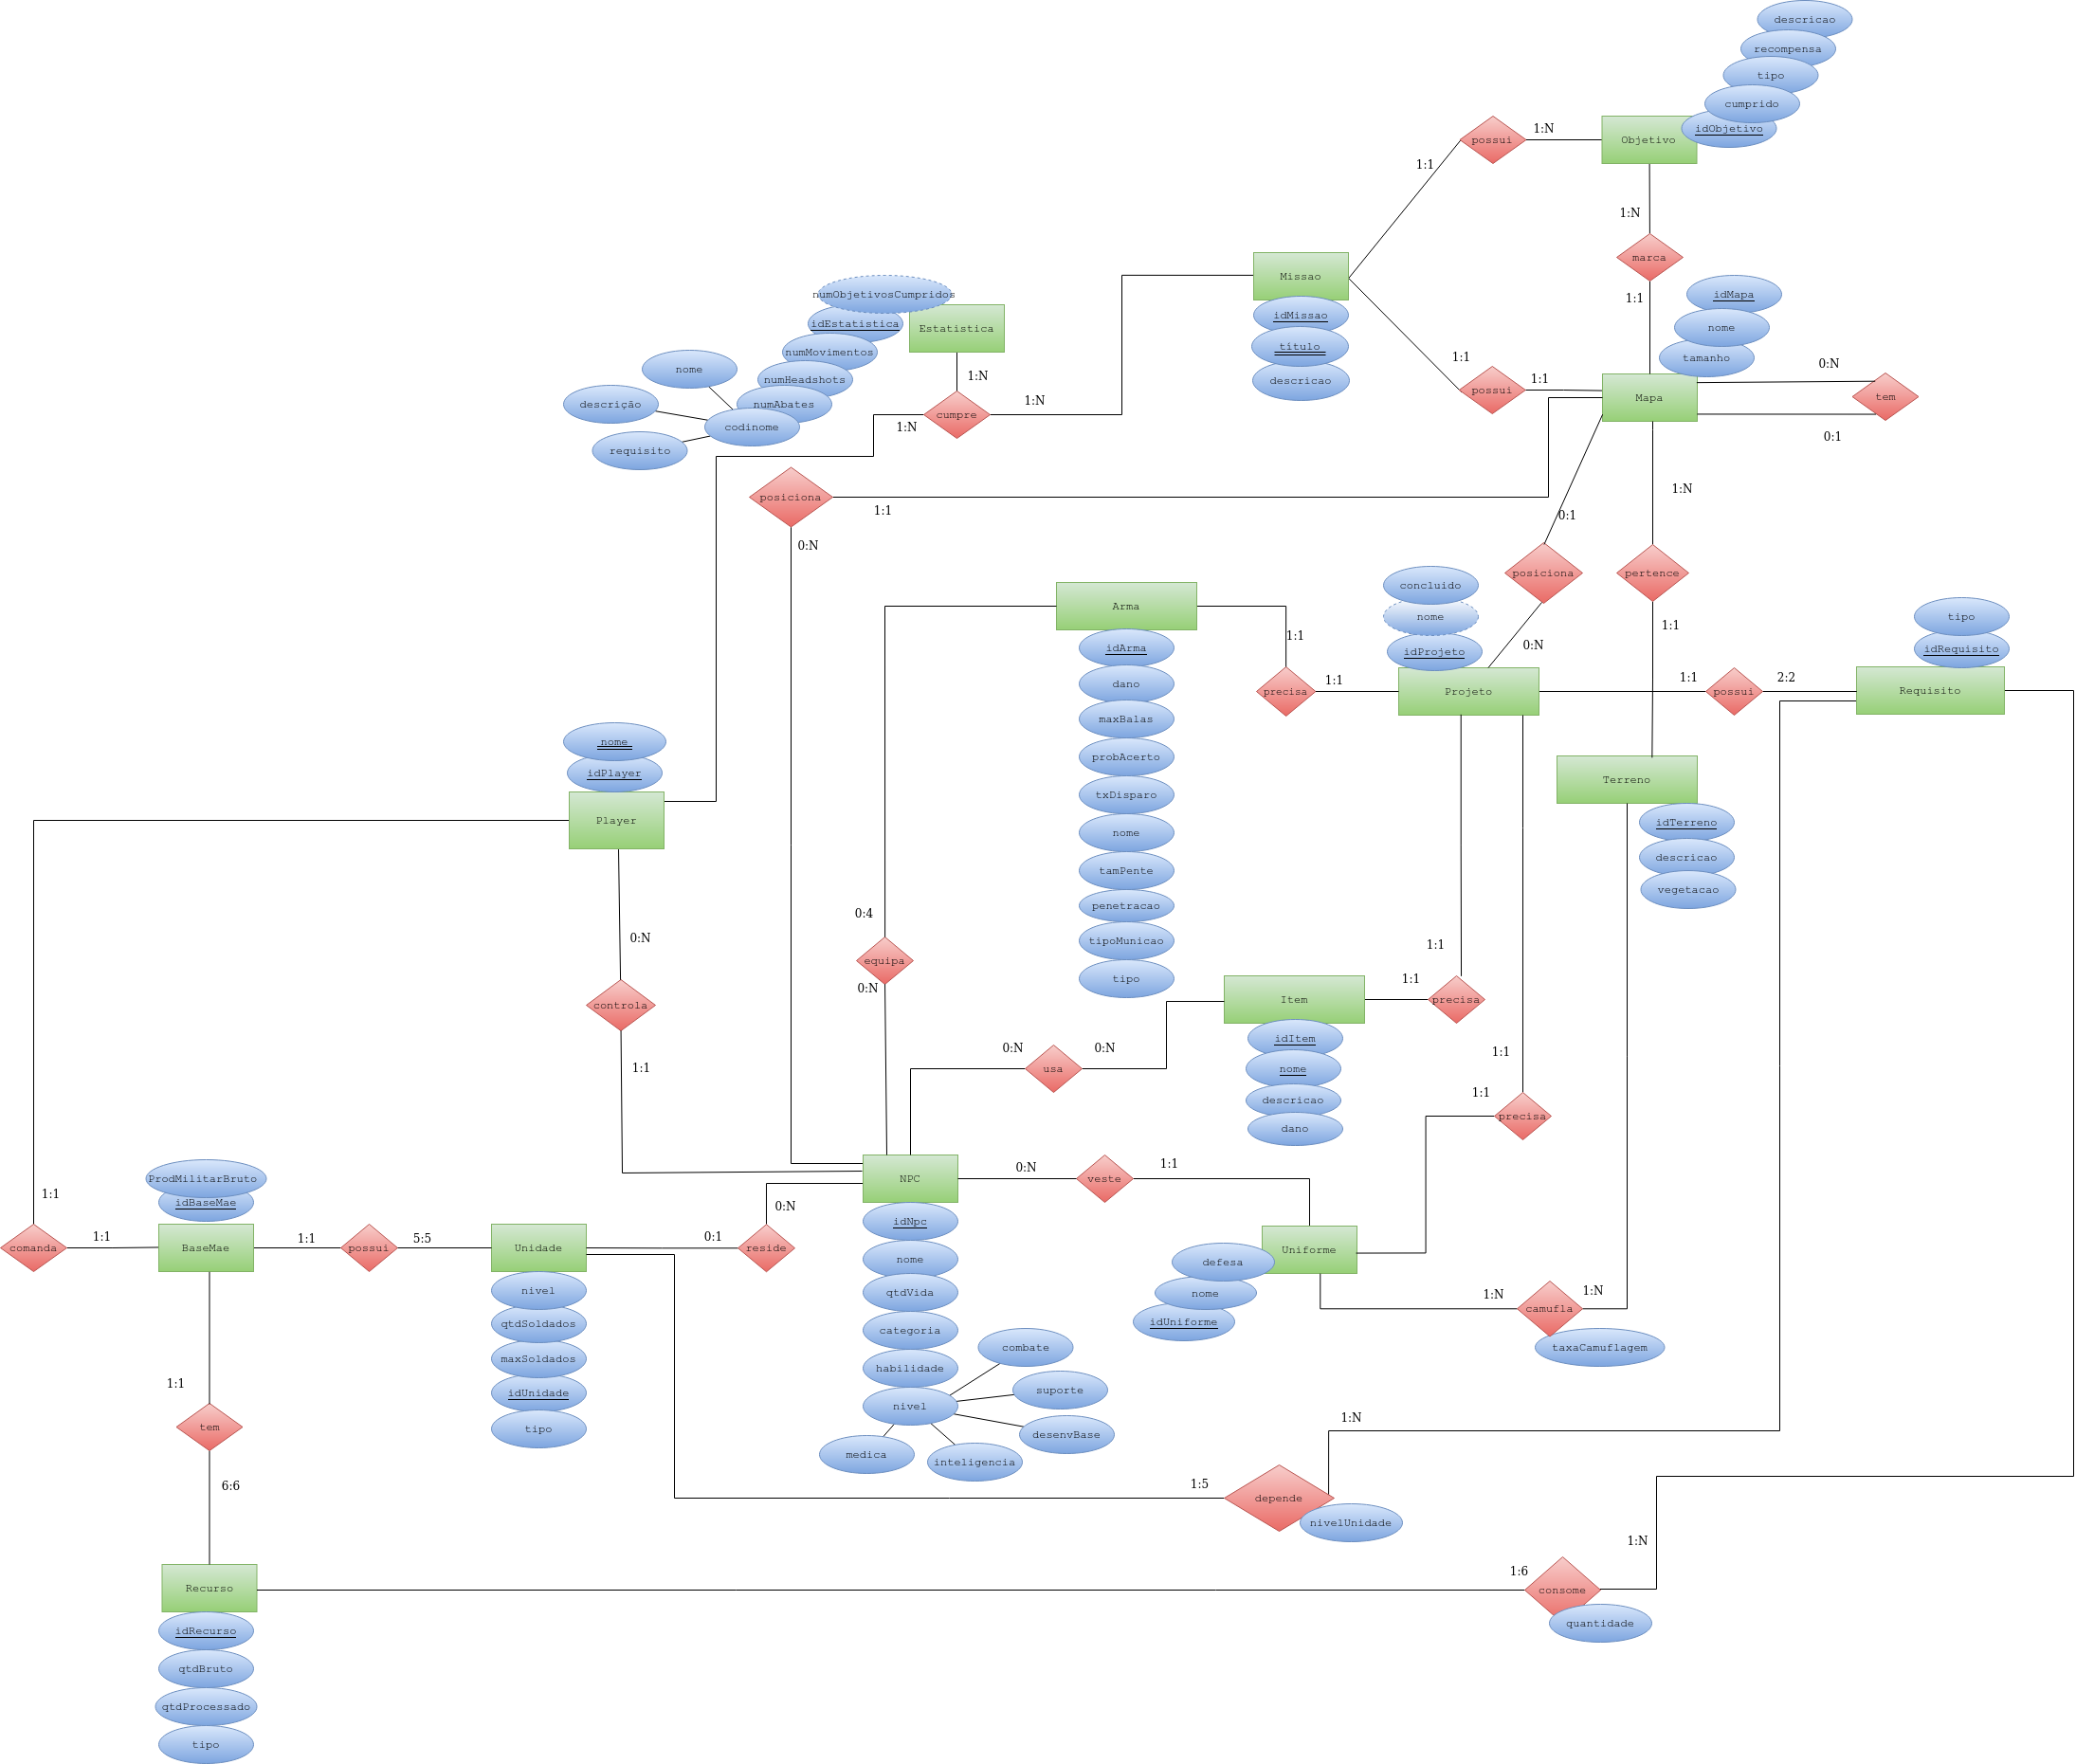 descricao
recompensa
tipo
cumprido
idObjetivo
Objetivo
possui
1:N
1:1
1:N
marca
1:1
Missao
idMissao
título
descricao
1:1
possui
1:1
idMapa
nome
tamanho
Mapa
0:N
tem
0:1
numObjetivosCumpridos
idEstatistica
Estatistica
numMovimentos
numHeadshots
numAbates
codinome
nome
descrição
requisito
1:N
cumpre
1:N
1:N
posiciona
1:1
0:N
0:1
posiciona
0:N
1:N
pertence
1:1
Arma
idArma
dano
maxBalas
probAcerto
txDisparo
nome
tamPente
penetracao
tipoMunicao
tipo
1:1
precisa
1:1
concluido
nome
idProjeto
Projeto
1:1
possui
2:2
tipo
idRequisito
Requisito
Terreno
idTerreno
descricao
vegetacao
nome
idPlayer
Player
0:N
controla
1:1
0:4
equipa
0:N
Item
idItem
nome
descricao
dano
1:1
1:1
precisa
0:N
usa
0:N
1:1
1:1
precisa
ProdMilitarBruto
idBaseMae
BaseMae
1:1
comanda
1:1
1:1
possui
5:5
Unidade
nivel
qtdSoldados
maxSoldados
idUnidade
tipo
0:1
reside
0:N
NPC
idNpc
nome
qtdVida
categoria
habilidade
nivel
combate
suporte
desenvBase
inteligencia
medica
0:N
veste
1:1
Uniforme
defesa
nome
idUniforme
1:N
camufla
1:N
taxaCamuflagem
1:1
tem
6:6
1:N
1:5
depende
nivelUnidade
1:N
1:6
consome
quantidade
Recurso
idRecurso
qtdBruto
qtdProcessado
tipo